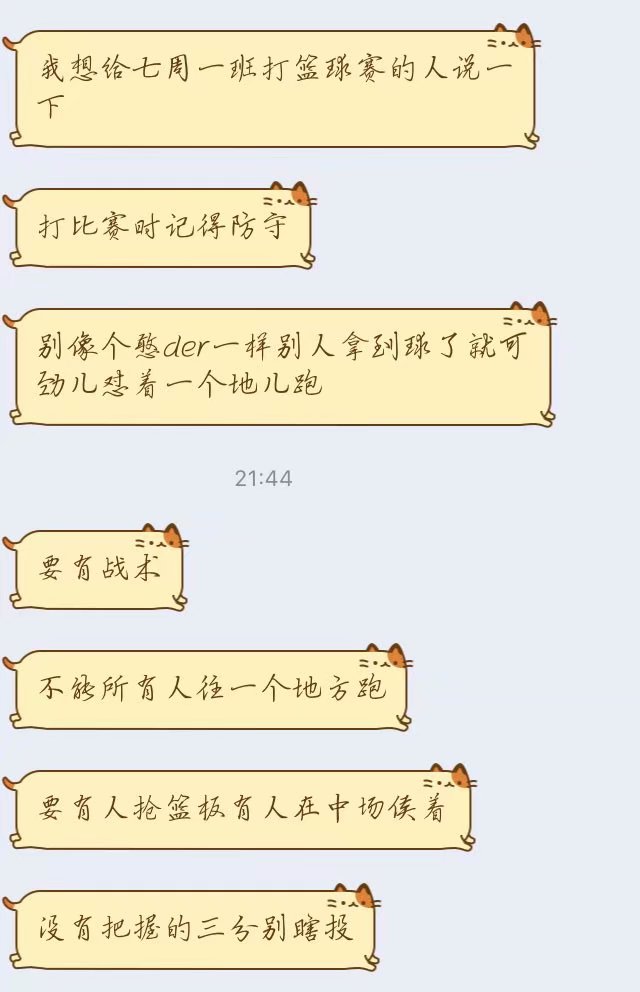 我想给七周一班打篮球赛的人说一
下
打比赛时记得防守
别像个憨der一样别人拿到球了就可
劲儿怼着一个地儿跑
21:44
要有战术
不能所有人往一个地方跑
要有人抢篮板有人在中场侯着
没有把握的三分别瞎投